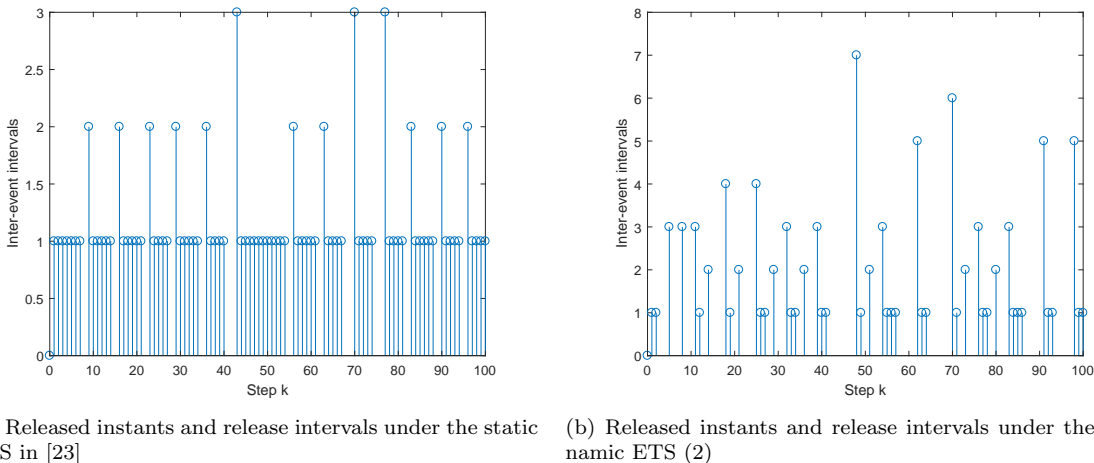 3
2.5
2
1.5
1
0.5
0
Inter-event intervals
0 10 20 30 40 50 60 70 80 90 100
Step k
8
7
6
5
4
3
2
1
0
Inter-event intervals
0 10 20 30 40 50 60 70 80 90 100
Step k
Released instants and release intervals under the static
S in [23]
(b) Released instants and release intervals under the
namic ETS (2)